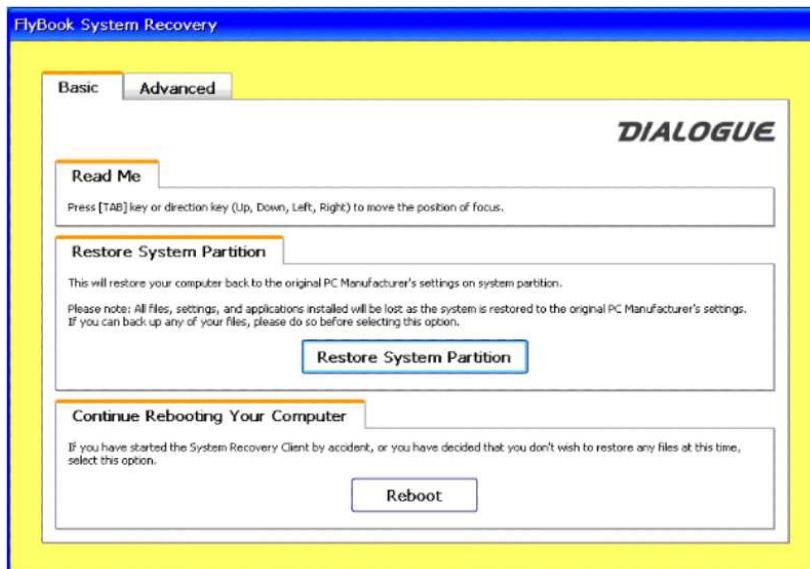 FlyBook System Recovery
Basic
Advanced
DIALOGUE
Read Me
Press [TAB] key or direction key (Up, Down, Left, Right) to move the position of focus.
Restore System Partition
This will restore your computer back to the original PC Manufacturer's settings on system partition.
Please note: All files, settings, and applications installed will be lost as the system is restored to the original PC Manufacturer's settings.
If you can back up any of your files, please do so before selecting this option.
Restore System Partition
Continue Rebooting Your Computer
If you have started the System Recovery Client by accident, or you have decided that you don't wish to restore any files at this time,
select this option.
Reboot